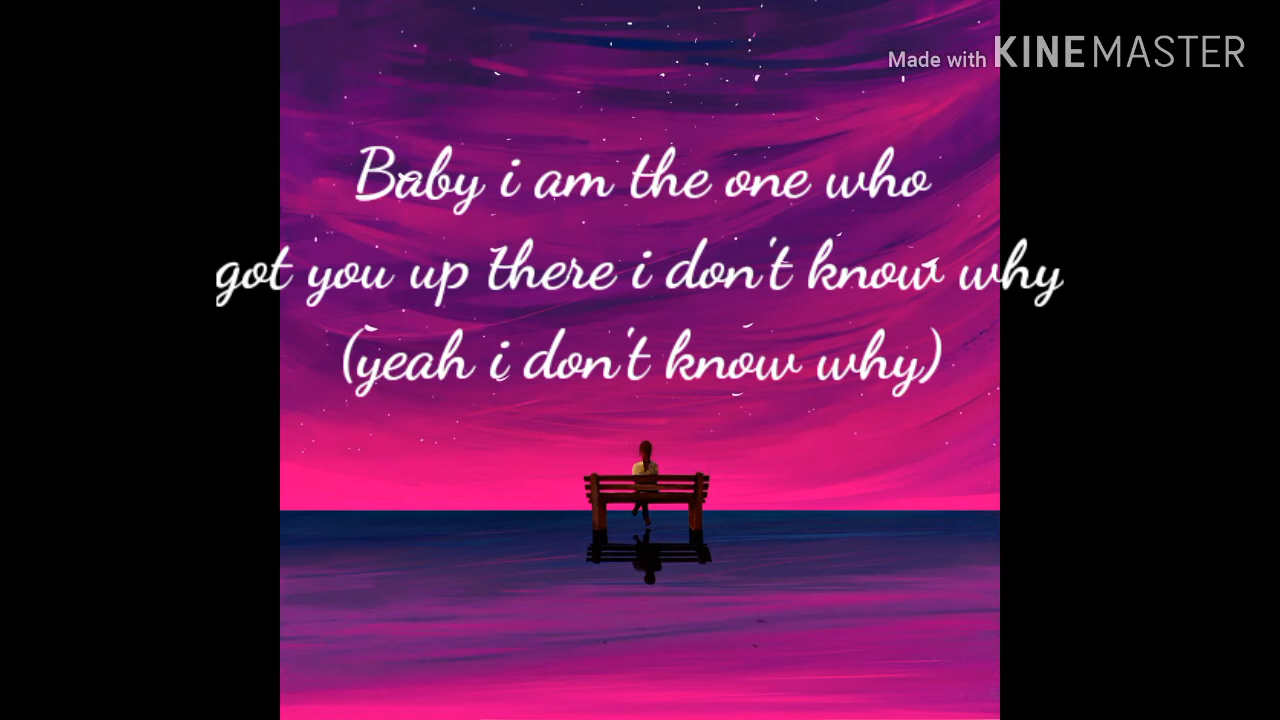 Made with KINEMASTER
Baby i am the one who
got you up there i don't know why
(yeah i don't know why)